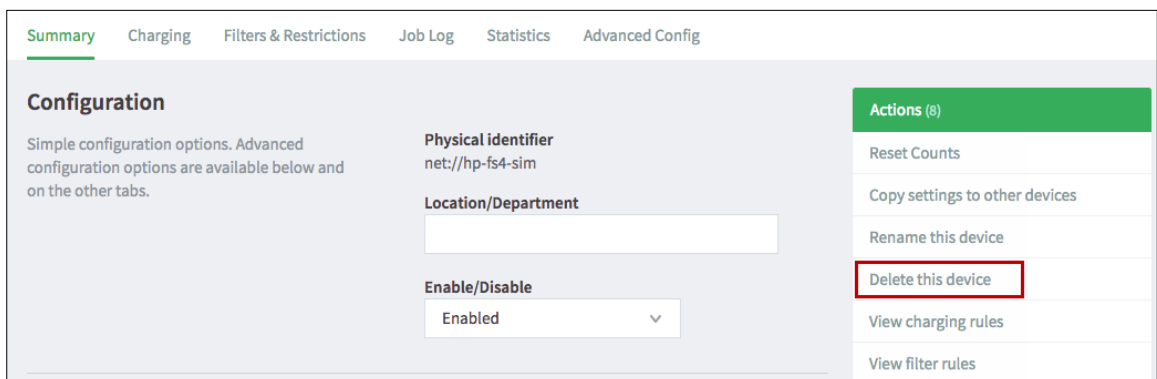 Summary Charging Filters & Restrictions Job Log Statistics Advanced Config
Configuration
Simple configuration options. Advanced
configuration options are available below and
on the other tabs.
Physical identifier
net://hp-fs4-sim
Location/Department
Enable/Disable
Enabled
Actions (8)
Reset Counts
Copy settings to other devices
Rename this device
Delete this device
View charging rules
View filter rules